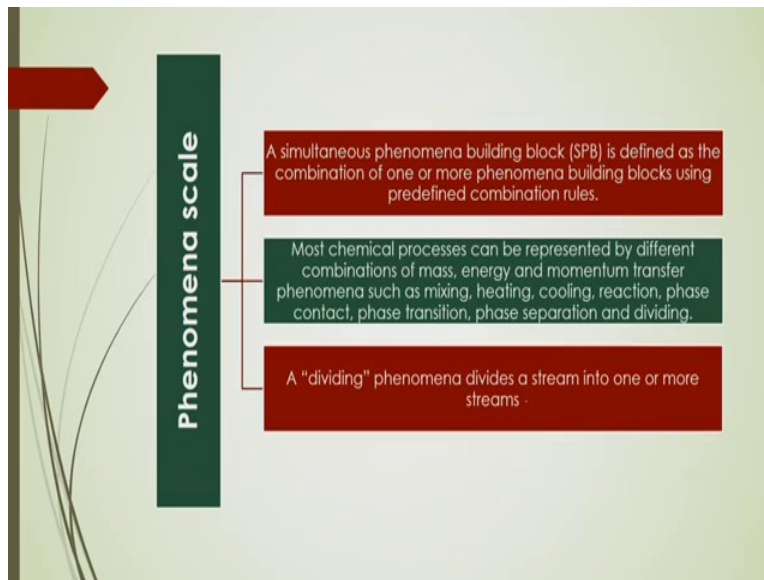 Phenomena scale
A simultaneous phenomena building block (SPB) is defined as the
combination of one or more phenomena building blocks using
predefined combination rules.
Most chemical processes can be represented by different
combinations of mass, energy and momentum transfer
phenomena such as mixing, heating, cooling, reaction, phase
contact, phase transition, phase separation and dividing.
A “dividing” phenomena divides a stream into one or more
streams .